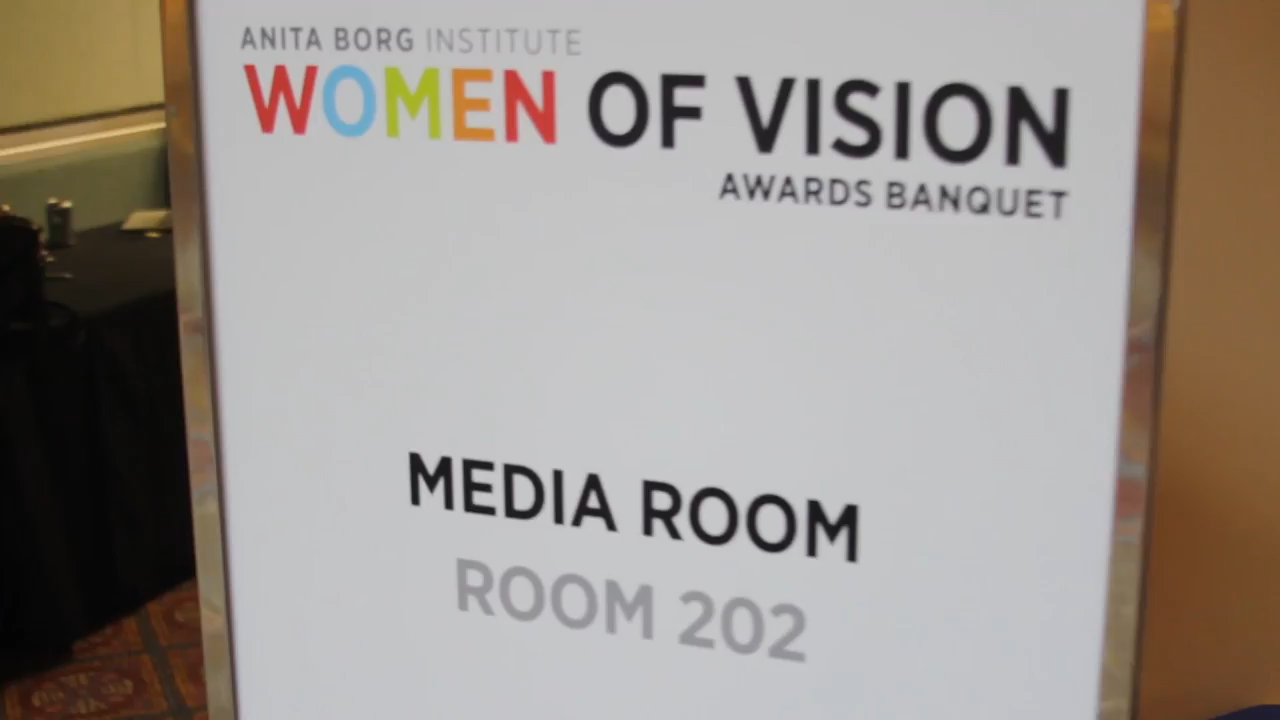 ANITA BORG INSTITUTE
WOMEN OF VISION
AWARDS BANQUET
MEDIA ROOM
ROOM 202